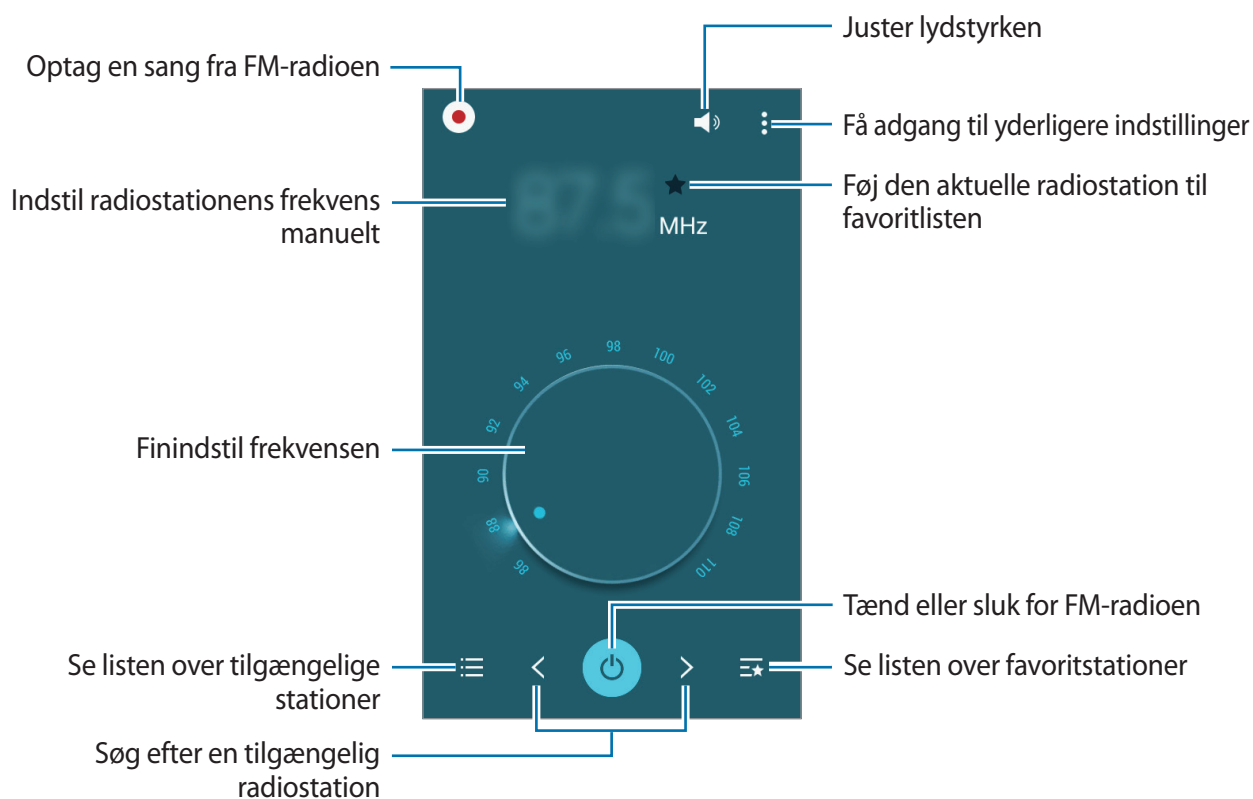 Juster lydstyrken
Optag en sang fra FM-radioen
Få adgang til yderligere indstillinger
Føj den aktuelle radiostation til
favoritlisten
Indstil radiostationens frekvens
manuelt
87.5
MHz
86
88
90
92
94
96
98
100
102
104
106
108
110
Finindstil frekvensen
Tænd eller sluk for FM-radioen
Se listen over tilgængelige
stationer
Se listen over favoritstationer
Søg efter en tilgængelig
radiostation